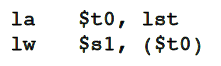 la $t0, lst
lw $s1, ($t0)